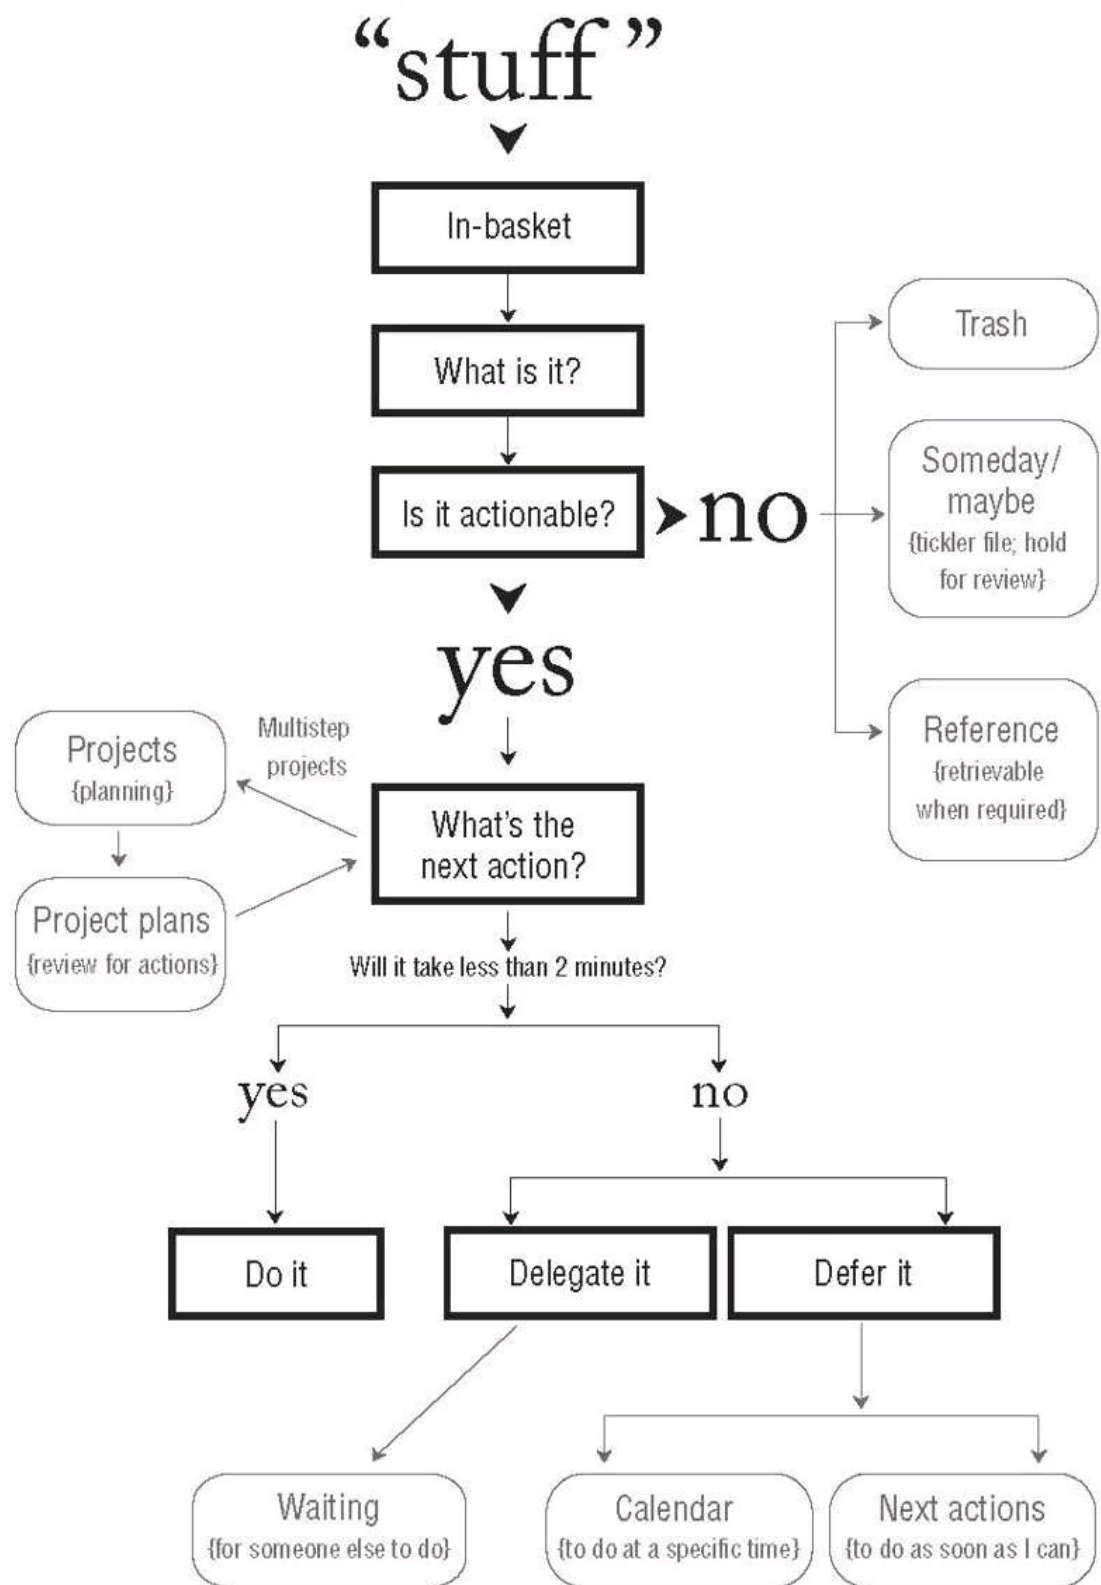 “stuff”
In-basket
What is it?
Is it actionable?
no
Trash
Someday/
maybe
{tickler file; hold
for review}
Reference
{retrievable
when required}
yes
Multistep
projects
Projects
{planning}
Project plans
{review for actions}
What's the
next action?
Will it take less than 2 minutes?
yes
no
Do it
Delegate it
Defer it
Waiting
{for someone else to do}
Calendar
{to do at a specific time}
Next actions
{to do as soon as I can}